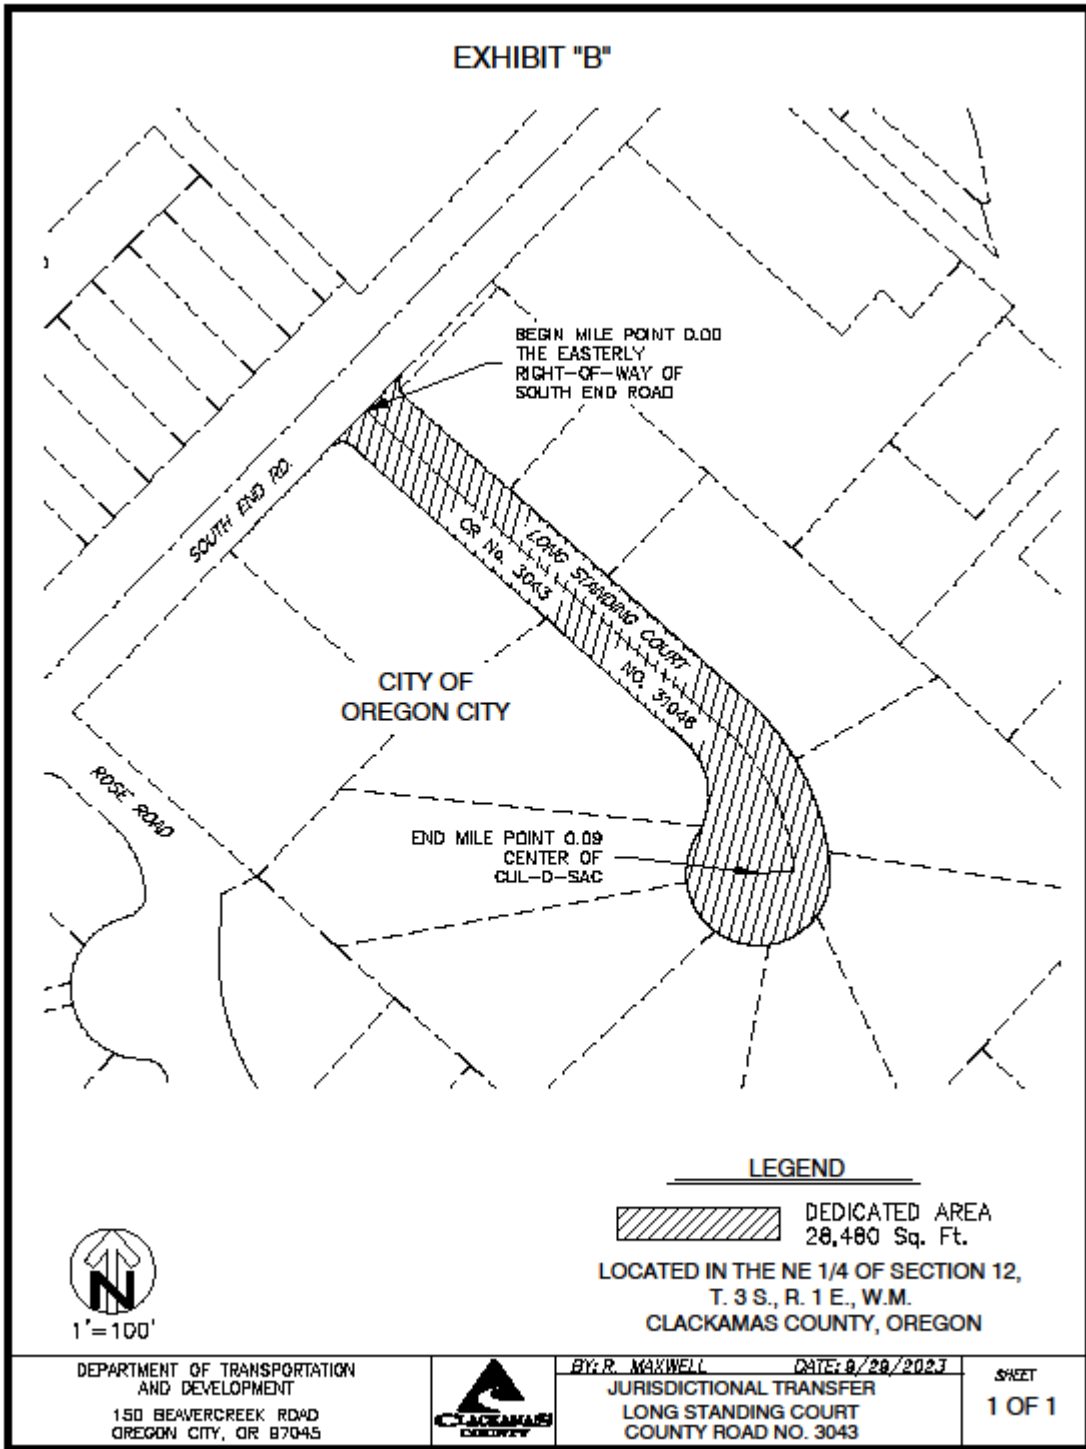 EXHIBIT "B"
BEGIN MILE POINT 0.00
THE EASTERLY
RIGHT-OF-WAY OF
SOUTH END ROAD
SOUTH END RD.
LONG STANDING COURT
CR No. 3043
NO. 31048
CITY OF
OREGON CITY
ROSE ROAD
END MILE POINT 0.09
CENTER OF
CUL-D-SAC
LEGEND
DEDICATED AREA
28,480 Sq. Ft.
LOCATED IN THE NE 1/4 OF SECTION 12,
T. 3 S., R. 1 E., W.M.
CLACKAMAS COUNTY, OREGON
N
1'=100'
DEPARTMENT OF TRANSPORTATION
AND DEVELOPMENT
150 BEAVERCREEK ROAD
OREGON CITY, OR 97045
CLACKAMAS
COUNTY
BY: R. MAXWELL DATE: 9/29/2023
JURISDICTIONAL TRANSFER
LONG STANDING COURT
COUNTY ROAD NO. 3043
SHEET
1 OF 1